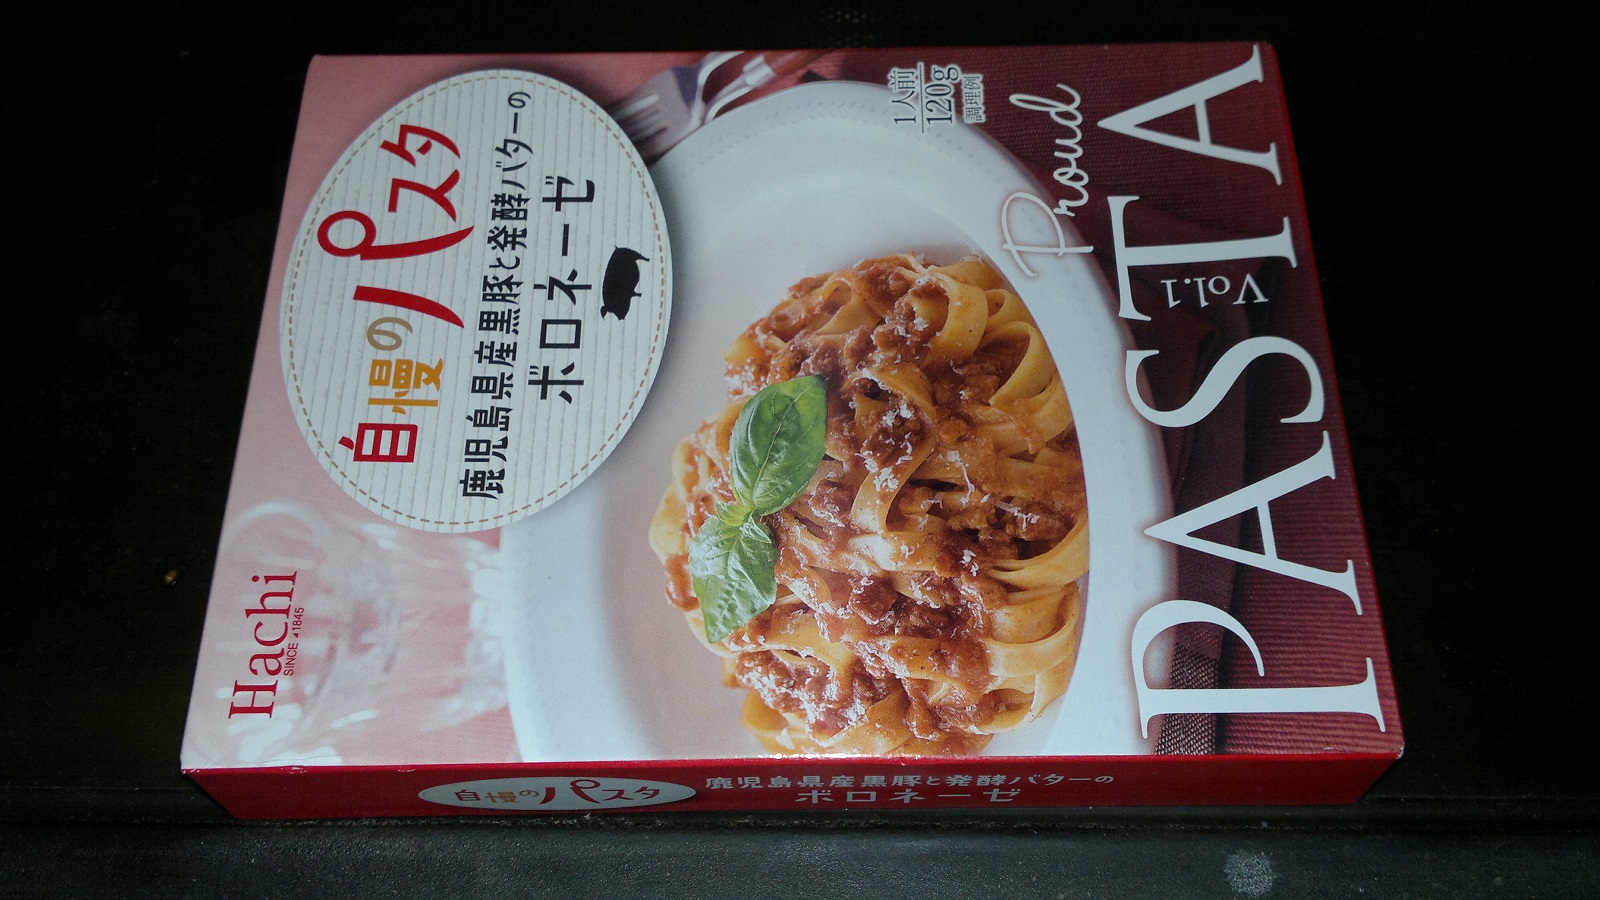 Hachi
SINCE 1845
自慢のパスタ
鹿児島県産黒豚と発酵バターの
ボロネーゼ
1人前
120g
調理例
Proud
PASTA
Vol.1
自慢のパスタ
鹿児島県産黒豚と発酵バターの
ボロネーゼ